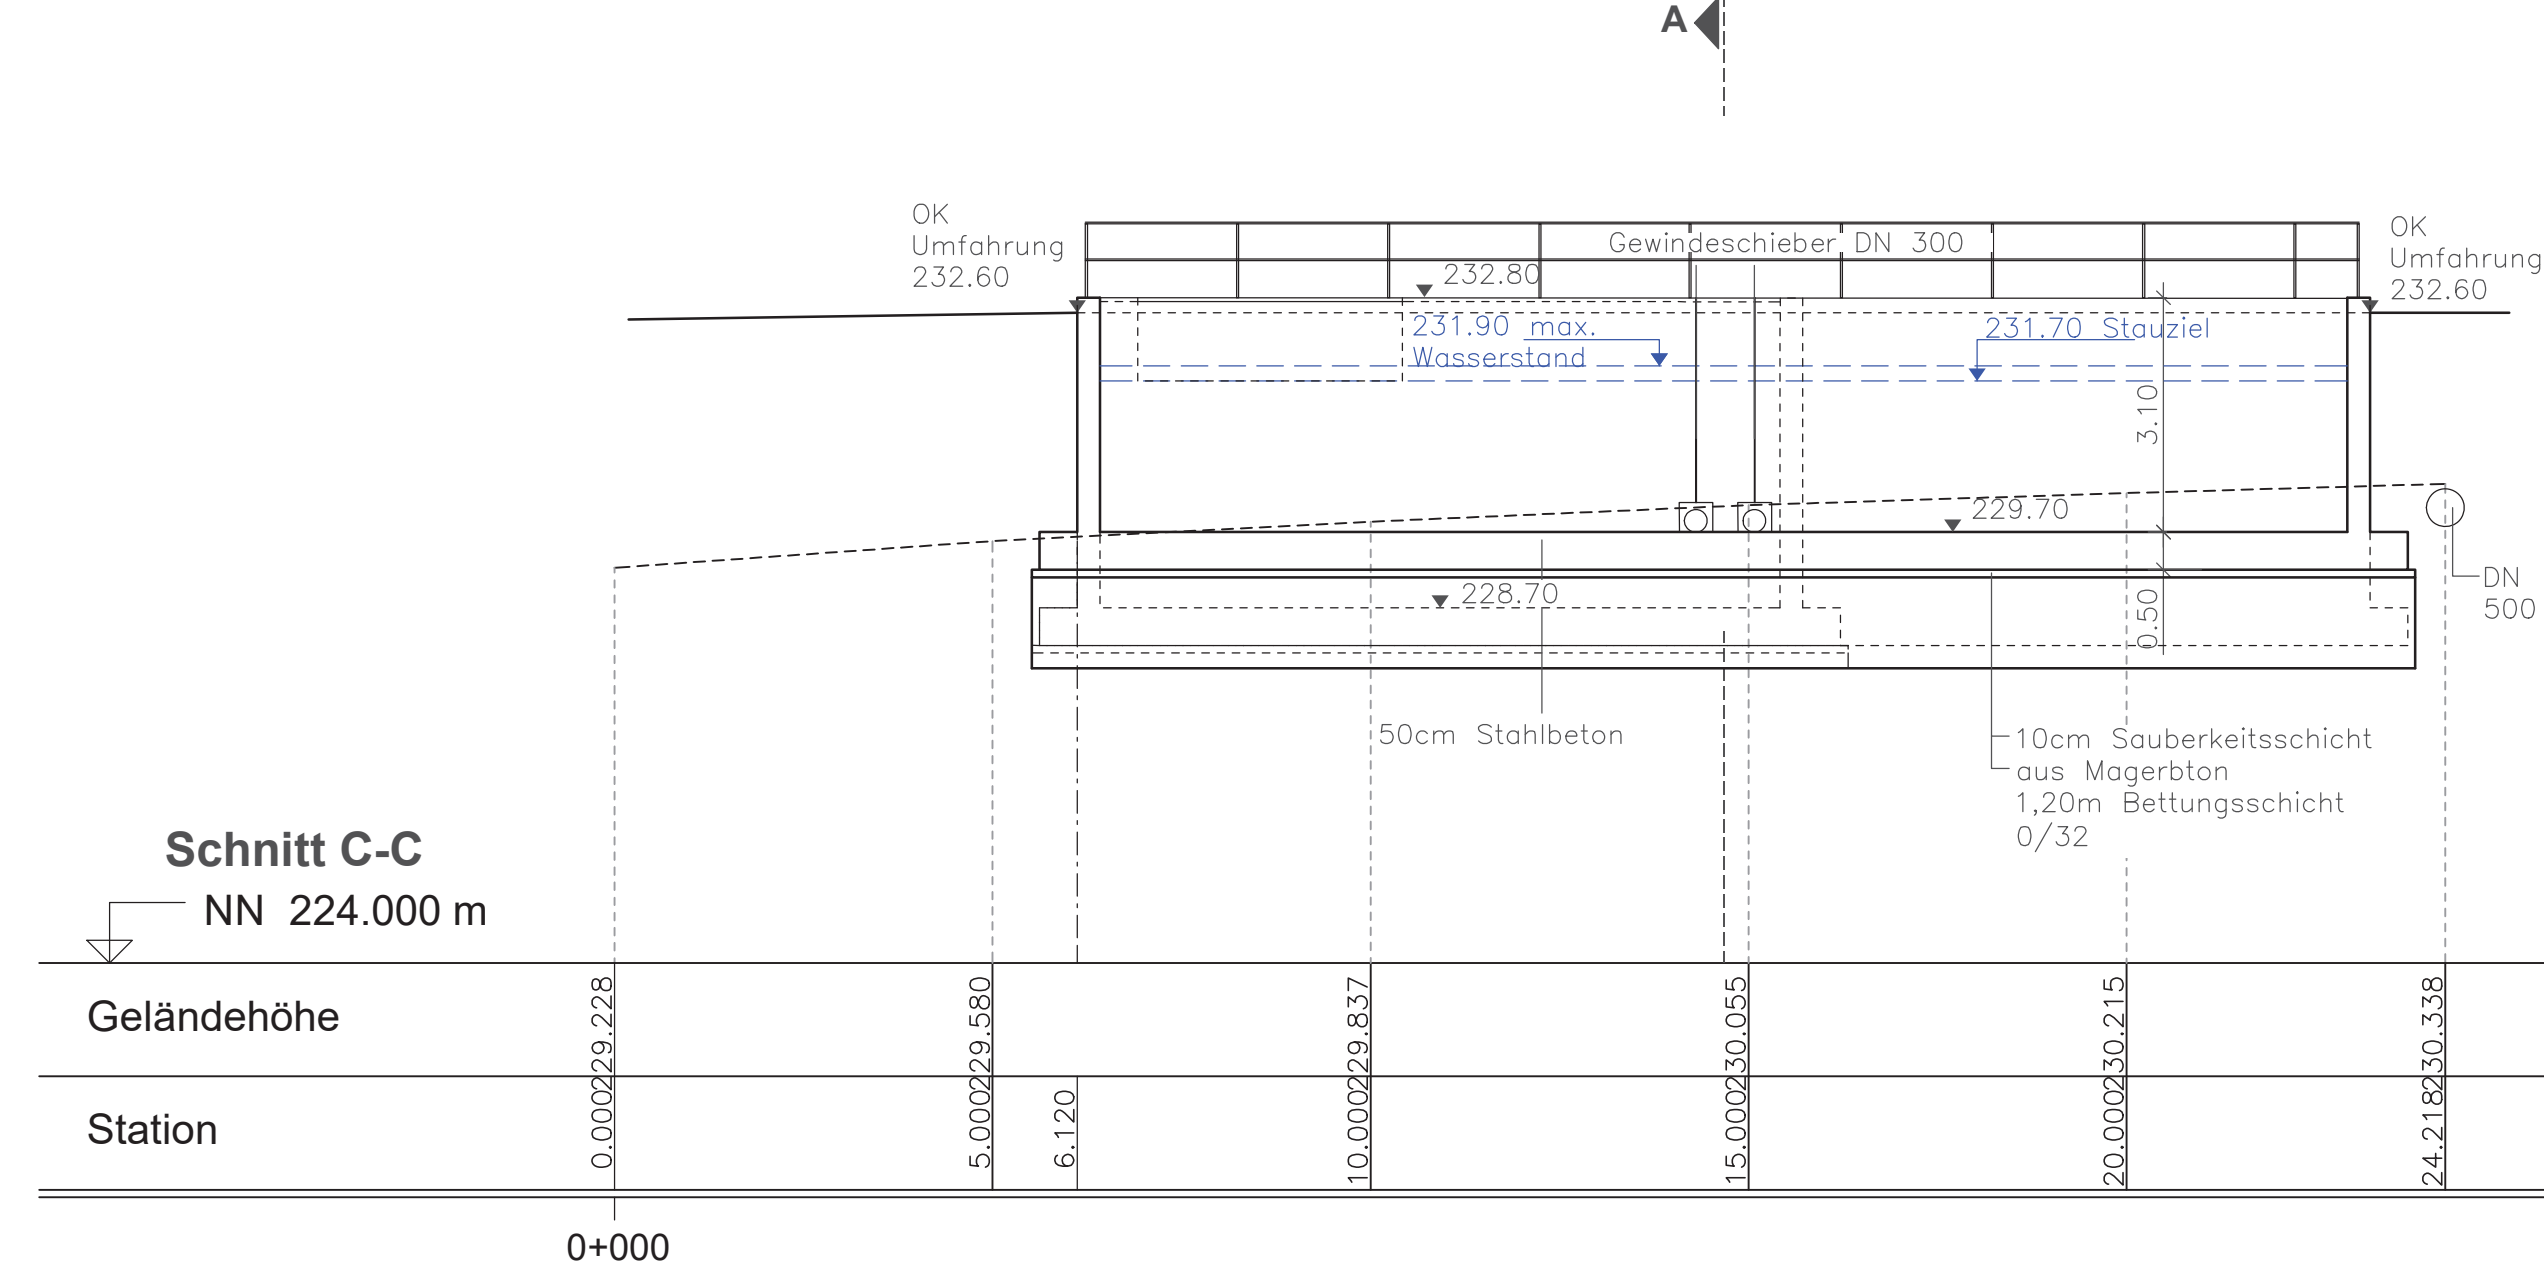 A
OK
Umfahrung
232.60
Gewindeschieber DN 300
232.80
OK
Umfahrung
232.60
231.90 max.
Wasserstand
231.70 Stauziel
3.10
229.70
228.70
0.50
DN
500
50cm Stahlbeton
10cm Sauberkeitsschicht
aus Magerbton
1,20m Bettungsschicht
0/32
Schnitt C-C
NN 224.000 m
Geländehöhe
229.228
229.580
229.837
230.055
230.215
230.338
Station
0.000
5.000
6.120
10.000
15.000
20.000
24.218
0+000